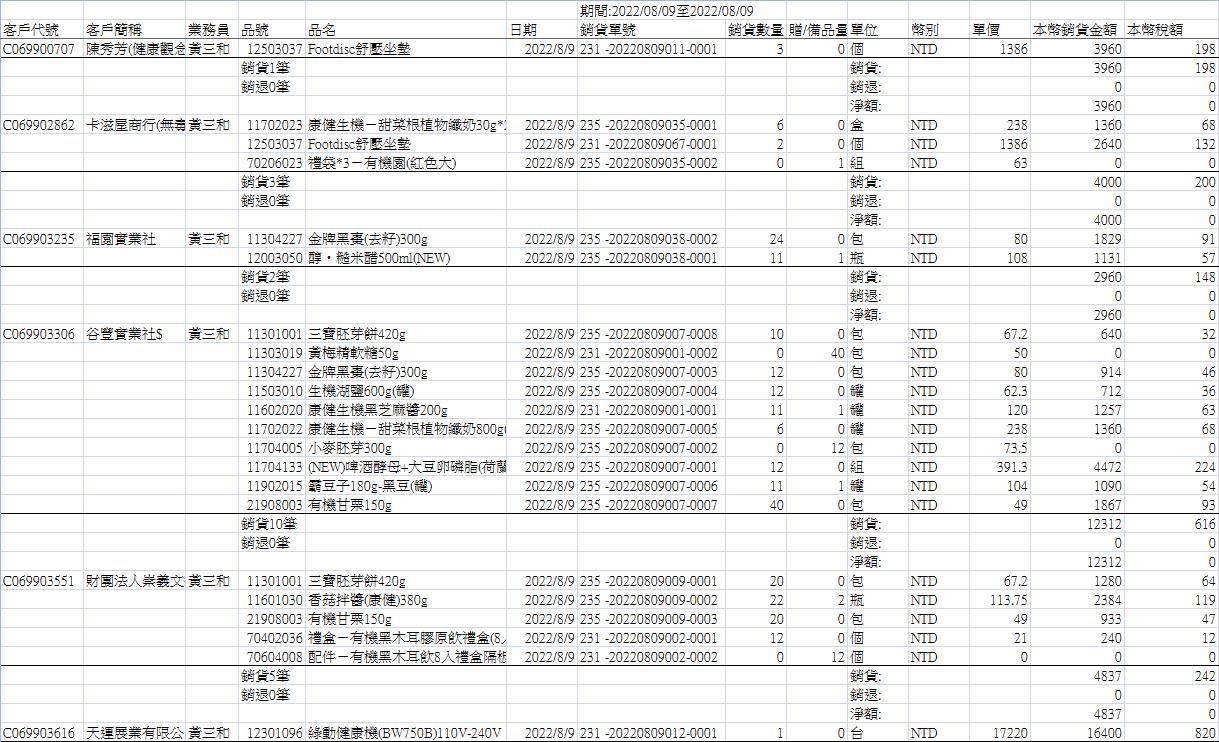 期間:2022/08/09至2022/08/09
客戶代號 客戶簡稱 業務員 品號 品名 日期 銷貨單號 銷貨數量 贈/備品量 單位 幣別 單價 本幣銷貨金額 本幣稅額
C069900707 陳秀芳(健康觀念 黃三和 12503037 Footdisc舒壓坐墊 2022/8/9 231 -20220809011-0001 3 0 個 NTD 1386 3960 198
銷貨1筆 銷貨: 3960 198
銷退0筆 銷退: 0 0
淨額: 3960 0
C069902862 卡滋屋商行(無毒 黃三和 11702023 康健生機－甜菜根植物纖奶30g* 2022/8/9 235 -20220809035-0001 6 0 盒 NTD 238 1360 68
12503037 Footdisc舒壓坐墊 2022/8/9 231 -20220809067-0001 2 0 個 NTD 1386 2640 132
70206023 禮袋*3－有機園(紅色大) 2022/8/9 235 -20220809035-0002 0 1 組 NTD 63 0 0
銷貨3筆 銷貨: 4000 200
銷退0筆 銷退: 0 0
淨額: 4000 0
C069903235 福園實業社 黃三和 11304227 金牌黑棗(去籽)300g 2022/8/9 235 -20220809038-0002 24 0 包 NTD 80 1829 91
12003050 醇‧糙米醋500ml(NEW) 2022/8/9 235 -20220809038-0001 11 1 瓶 NTD 108 1131 57
銷貨2筆 銷貨: 2960 148
銷退0筆 銷退: 0 0
淨額: 2960 0
C069903306 谷豐實業社$ 黃三和 11301001 三寶胚芽餅420g 2022/8/9 235 -20220809007-0008 10 0 包 NTD 67.2 640 32
11303019 黃梅精軟糖50g 2022/8/9 231 -20220809001-0002 0 40 包 NTD 50 0 0
11304227 金牌黑棗(去籽)300g 2022/8/9 235 -20220809007-0003 12 0 包 NTD 80 914 46
11503010 生機湖鹽600g(罐) 2022/8/9 235 -20220809007-0004 12 0 罐 NTD 62.3 712 36
11602020 康健生機黑芝麻醬200g 2022/8/9 231 -20220809001-0001 11 1 罐 NTD 120 1257 63
11702022 康健生機－甜菜根植物纖奶800g( 2022/8/9 235 -20220809007-0005 6 0 罐 NTD 238 1360 68
11704005 小麥胚芽300g 2022/8/9 235 -20220809007-0002 0 12 包 NTD 73.5 0 0
11704133 (NEW)啤酒酵母+大豆卵磷脂(荷蘭 2022/8/9 235 -20220809007-0001 12 0 組 NTD 391.3 4472 224
11902015 霸豆子180g-黑豆(罐) 2022/8/9 235 -20220809007-0006 11 1 罐 NTD 104 1090 54
21908003 有機甘栗150g 2022/8/9 235 -20220809007-0007 40 0 包 NTD 49 1867 93
銷貨10筆 銷貨: 12312 616
銷退0筆 銷退: 0 0
淨額: 12312 0
C069903551 財團法人崇義文 黃三和 11301001 三寶胚芽餅420g 2022/8/9 235 -20220809009-0001 20 0 包 NTD 67.2 1280 64
11601030 香菇拌醬(康健)380g 2022/8/9 235 -20220809009-0002 22 2 瓶 NTD 113.75 2384 119
21908003 有機甘栗150g 2022/8/9 235 -20220809009-0003 20 0 包 NTD 49 933 47
70402036 禮盒－有機黑木耳膠原飲禮盒(8入 2022/8/9 231 -20220809002-0001 12 0 個 NTD 21 240 12
70604008 配件－有機黑木耳飲8入禮盒隔板 2022/8/9 231 -20220809002-0002 0 12 個 NTD 0 0 0
銷貨5筆 銷貨: 4837 242
銷退0筆 銷退: 0 0
淨額: 4837 0
C069903616 天運展業有限公 黃三和 12301096 綠動健康機(BW750B)110V-240V 2022/8/9 231 -20220809012-0001 1 0 台 NTD 17220 16400 820